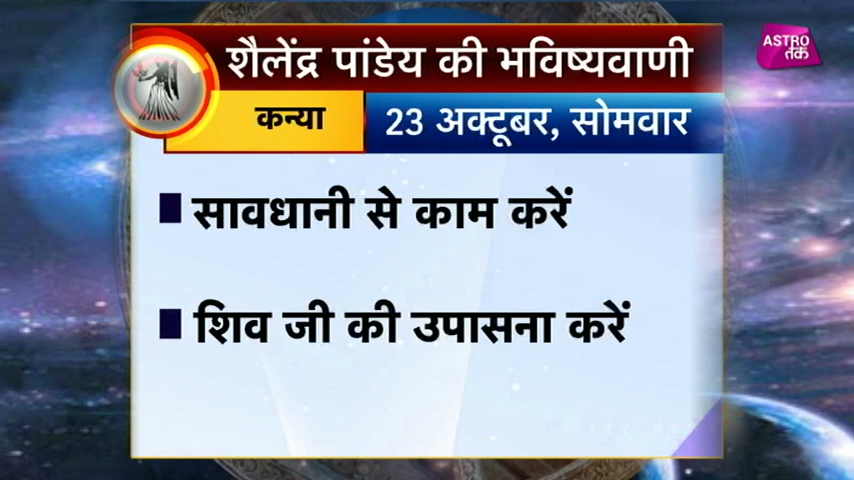 शैलेंद्र पांडेय की भविष्यवाणी
ASTRO
तक
कन्या
23 अक्टूबर, सोमवार
सावधानी से काम करें
शिव जी की उपासना करें